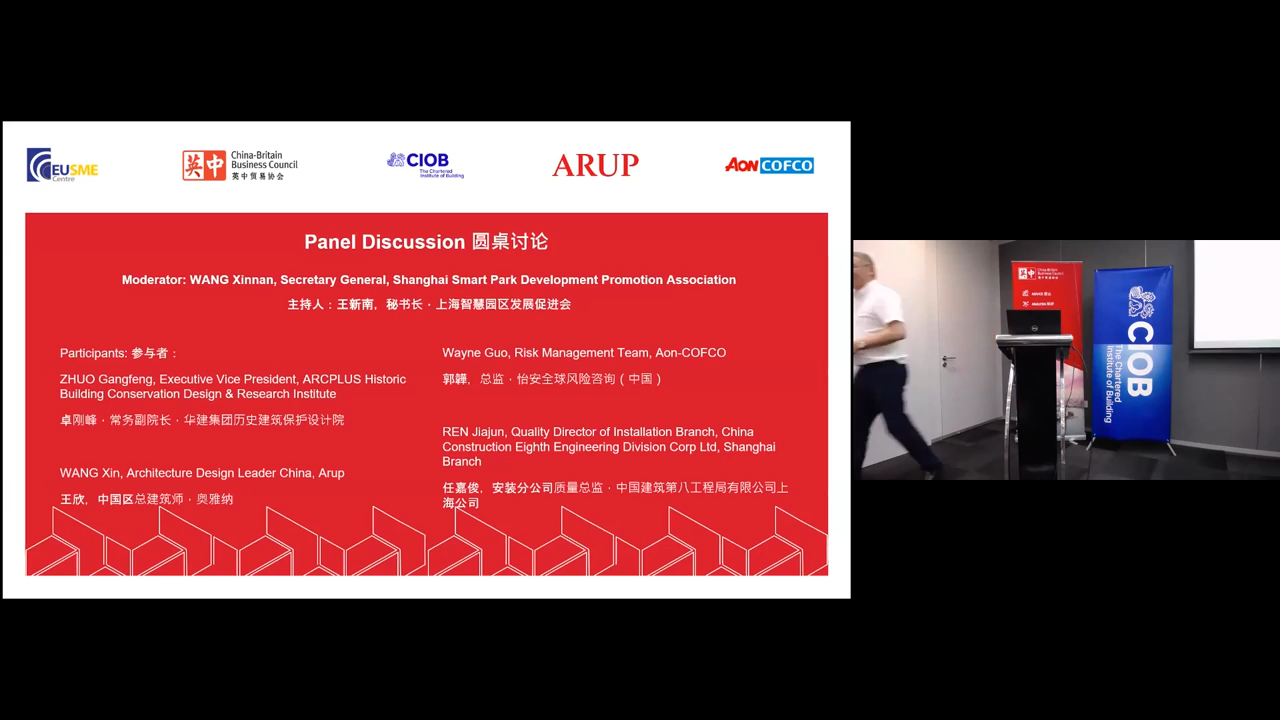 EUSME
Centre
英中
China-Britain
Business Council
英中贸易协会
CIOB
The Chartered
Institute of Building
ARUP
AON COFCO
Panel Discussion 圆桌讨论
Moderator: WANG Xinnan, Secretary General, Shanghai Smart Park Development Promotion Association
主持人：王新南，秘书长·上海智慧园区发展促进会
Participants: 参与者：
ZHUO Gangfeng, Executive Vice President, ARCPLUS Historic
Building Conservation Design & Research Institute
卓刚峰·常务副院长·华建集团历史建筑保护设计院
WANG Xin, Architecture Design Leader China, Arup
王欣，中国区总建筑师·奥雅纳
Wayne Guo, Risk Management Team, Aon-COFCO
郭韡，总监·怡安全球风险咨询（中国）
REN Jiajun, Quality Director of Installation Branch, China
Construction Eighth Engineering Division Corp Ltd, Shanghai
Branch
任嘉俊，安装分公司质量总监·中国建筑第八工程局有限公司上
海公司
英中
China-Britain
Business Council
CIOB
The Chartered
Institute of Building